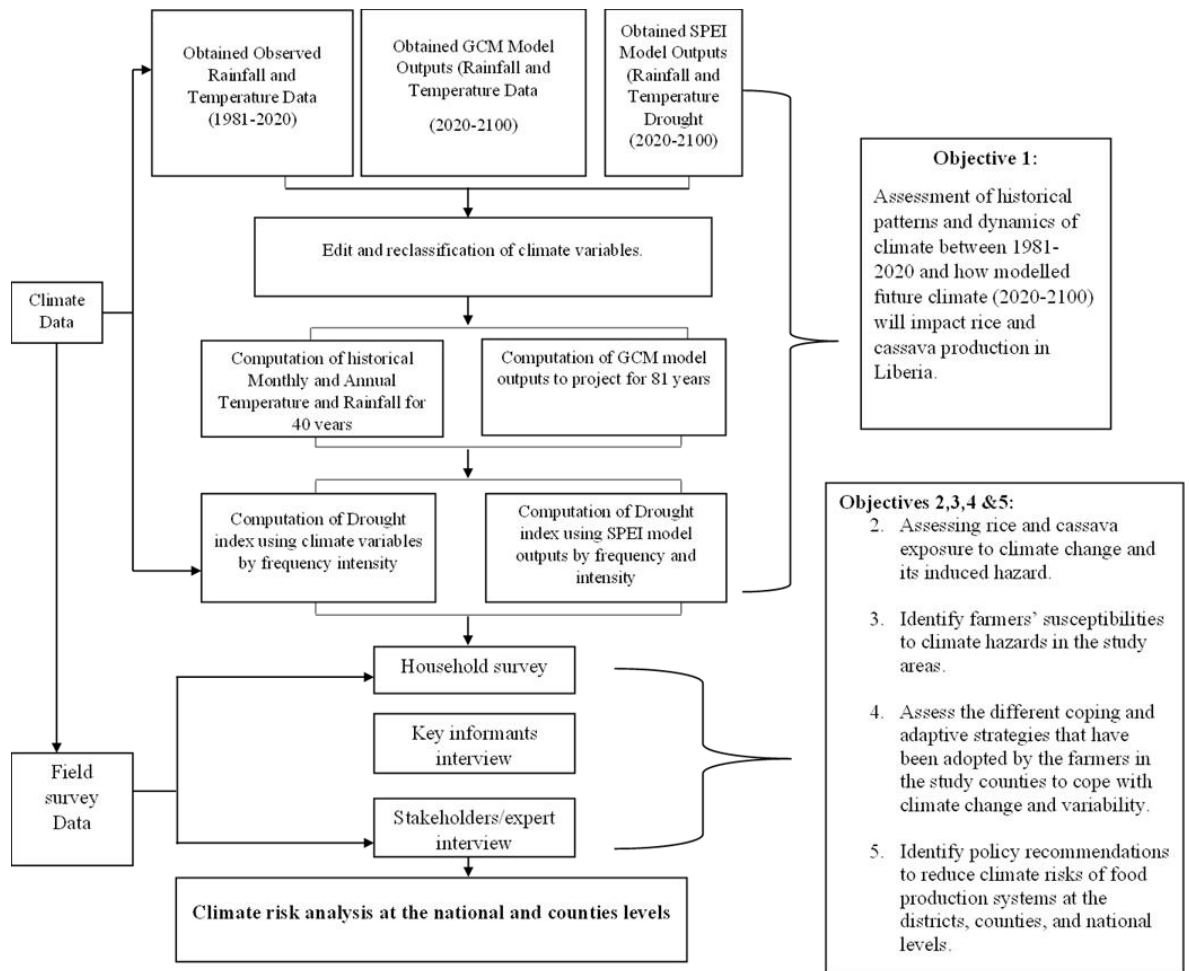 Obtained Observed
Rainfall and
Temperature Data
(1981-2020)
Obtained GCM Model
Outputs (Rainfall and
Temperature Data
(2020-2100)
Obtained SPEI
Model Outputs
(Rainfall and
Temperature
Drought
(2020-2100)
Edit and reclassification of climate variables.
Climate
Data
Computation of historical
Monthly and Annual
Temperature and Rainfall for
40 years
Computation of GCM model
outputs to project for 81 years
Computation of Drought
index using climate variables
by frequency intensity
Computation of Drought
index using SPEI model
outputs by frequency and
intensity
Objective 1:
Assessment of historical
patterns and dynamics of
climate between 1981-
2020 and how modelled
future climate (2020-2100)
will impact rice and
cassava production in
Liberia.
Household survey
Key informants
interview
Stakeholders/expert
interview
Field
survey
Data
Climate risk analysis at the national and counties levels
Objectives 2,3,4 &5:
2. Assessing rice and cassava
exposure to climate change and
its induced hazard.
3. Identify farmers’ susceptibilities
to climate hazards in the study
areas.
4. Assess the different coping and
adaptive strategies that have
been adopted by the farmers in
the study counties to cope with
climate change and variability.
5. Identify policy recommendations
to reduce climate risks of food
production systems at the
districts, counties, and national
levels.